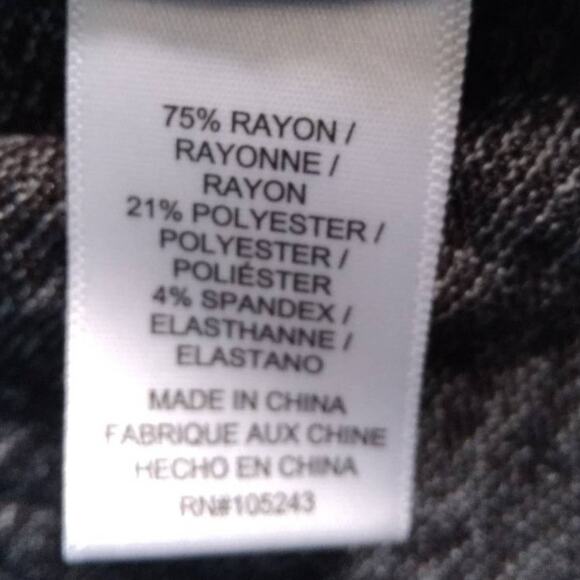 75% RAYON /
RAYONNE /
RAYON
21% POLYESTER /
POLYESTER /
POLIÉSTER
4% SPANDEX /
ELASTHANNE /
ELASTANO
MADE IN CHINA
FABRIQUE AUX CHINE
HECHO EN CHINA
RN#105243